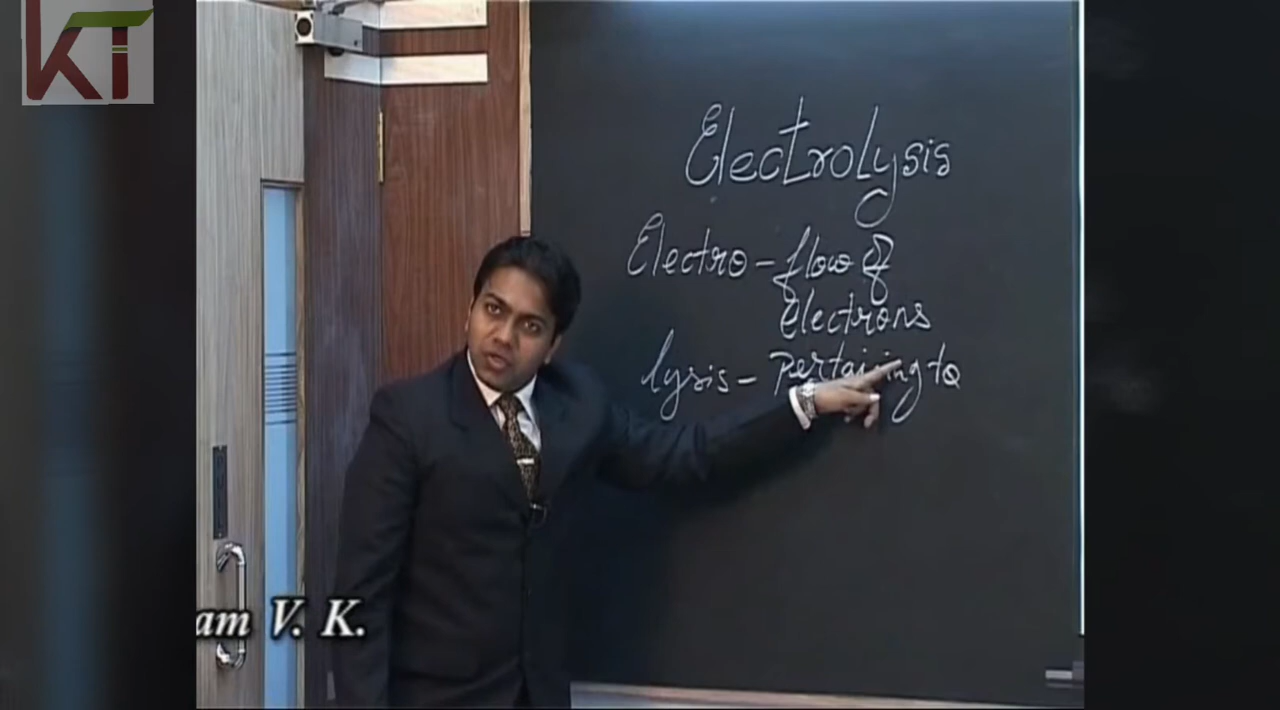 KT
Electrolysis
Electro - flow of
electrons
lysis - Pertaining to
am V. K.